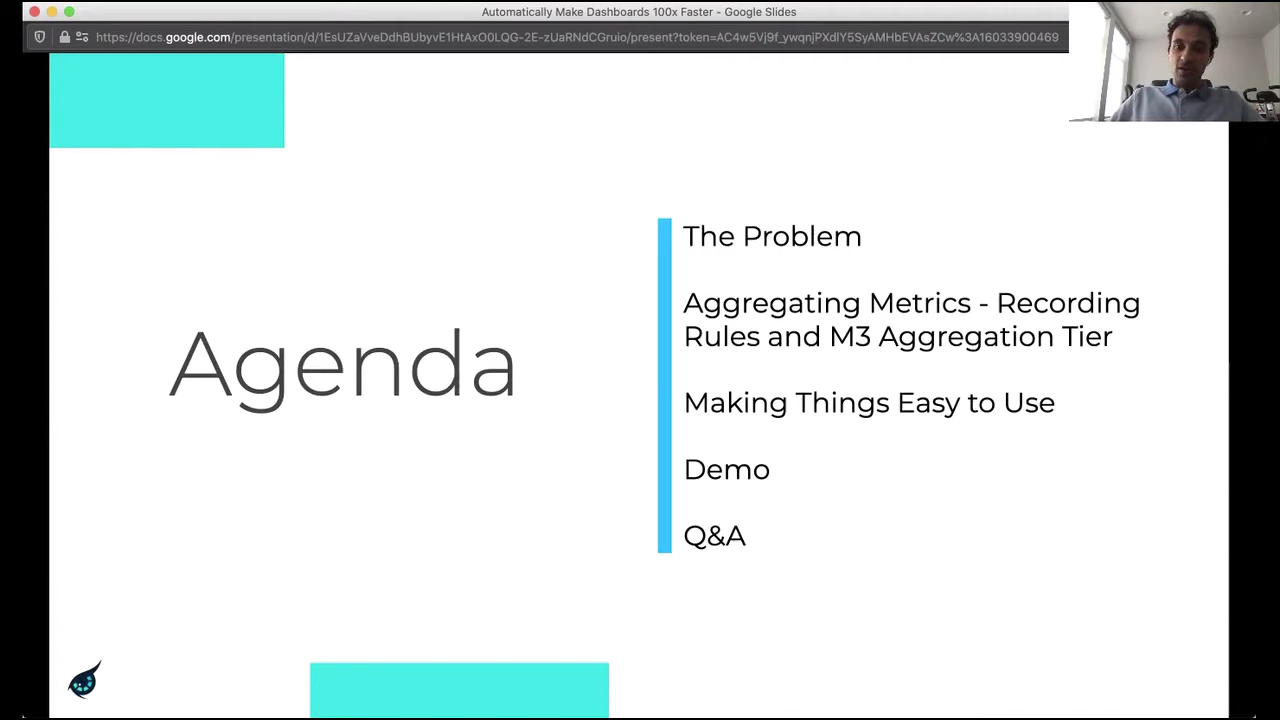 Automatically Make Dashboards 100x Faster - Google Slides
https://docs.google.com/presentation/d/1EsUZaVveDdhBUbyvE1HtAxO0LQG-2E-zUaRNdCGruio/present?token=AC4w5Vj9f_ywqnjPXdlY5SyAMHbEVAsZCw%3A16033900469
Agenda
The Problem
Aggregating Metrics - Recording
Rules and M3 Aggregation Tier
Making Things Easy to Use
Demo
Q&A